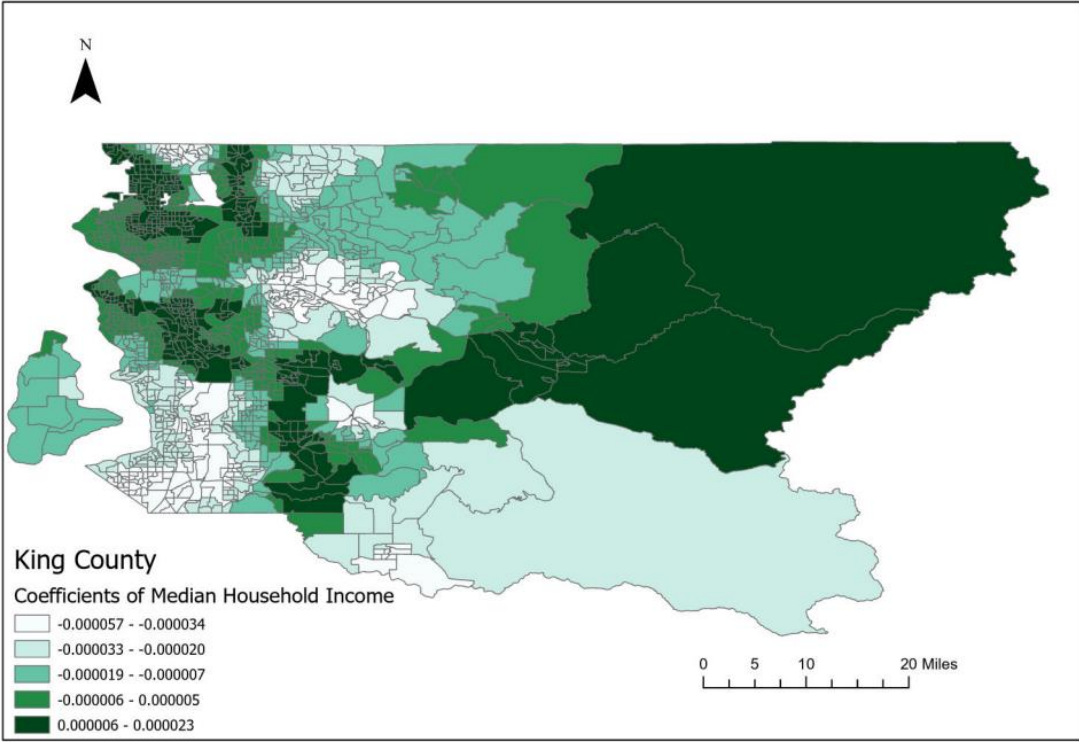 N
King County
Coefficients of Median Household Income
-0.000057 - -0.000034
-0.000033 - -0.000020
-0.000019 - -0.000007
-0.000006 - 0.000005
0.000006 - 0.000023
0 5 10 20 Miles